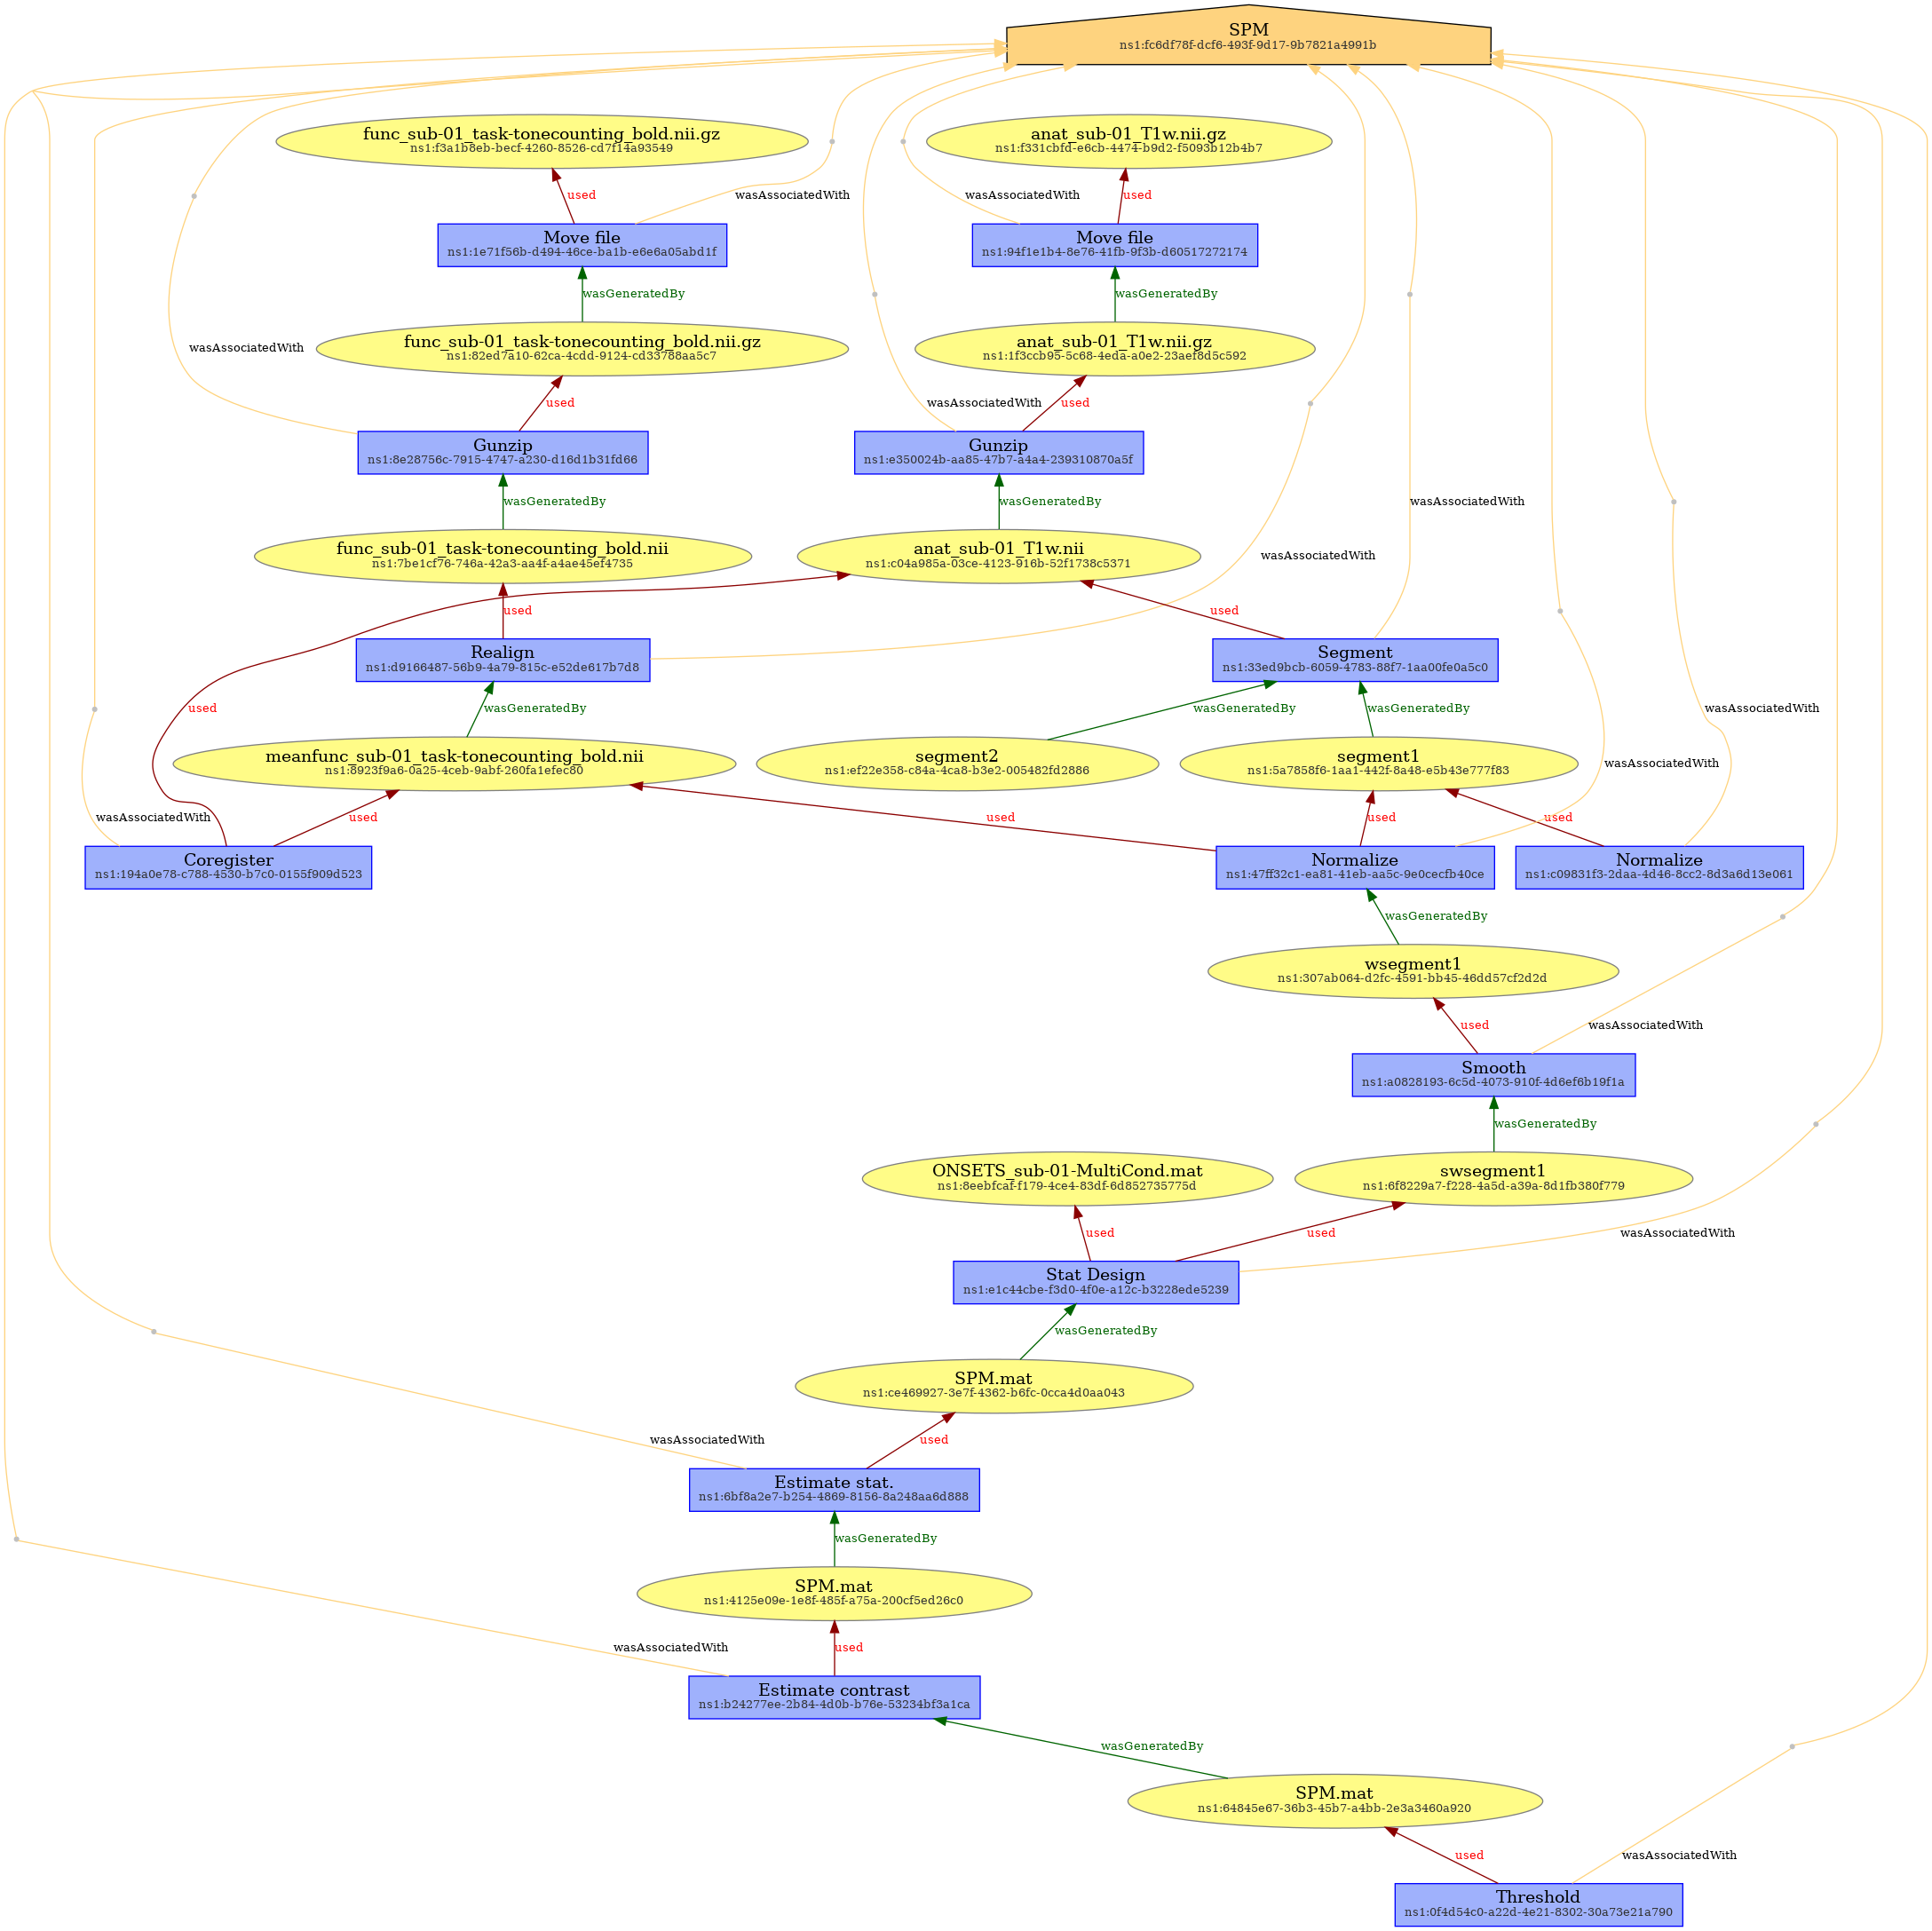 SPM
ns1:fc6df78f-dcf6-493f-9d17-9b7821a4991b
func_sub-01_task-tonecounting_bold.nii.gz
ns1:f3a1b8eb-becf-4260-8526-cd7f14a93549
anat_sub-01_T1w.nii.gz
ns1:f331cbfd-e6cb-4474-b9d2-f5093b12b4b7
used
wasAssociatedWith
wasAssociatedWith
used
Move file
ns1:1e71f56b-d494-46ce-ba1b-e6e6a05abd1f
Move file
ns1:94f1e1b4-8e76-41fb-9f3b-d60517272174
wasGeneratedBy
wasGeneratedBy
wasAssociatedWith
func_sub-01_task-tonecounting_bold.nii.gz
ns1:82ed7a10-62ca-4cdd-9124-cd33788aa5c7
anat_sub-01_T1w.nii.gz
ns1:1f3ccb95-5c68-4eda-a0e2-23aef8d5c592
used
wasAssociatedWith
used
Gunzip
ns1:8e28756c-7915-4747-a230-d16d1b31fd66
Gunzip
ns1:e350024b-aa85-47b7-a4a4-239310870a5f
wasGeneratedBy
wasGeneratedBy
wasAssociatedWith
func_sub-01_task-tonecounting_bold.nii
ns1:7be1cf76-746a-42a3-aa4f-a4ae45ef4735
anat_sub-01_T1w.nii
ns1:c04a985a-03ce-4123-916b-52f1738c5371
wasAssociatedWith
used
used
Realign
ns1:d9166487-56b9-4a79-815c-e52de617b7d8
Segment
ns1:33ed9bcb-6059-4783-88f7-1aa00fe0a5c0
used
wasGeneratedBy
wasGeneratedBy
wasGeneratedBy
wasAssociatedWith
meanfunc_sub-01_task-tonecounting_bold.nii
ns1:8923f9a6-0a25-4ceb-9abf-260fa1efec80
segment2
ns1:ef22e358-c84a-4ca8-b3e2-005482fd2886
segment1
ns1:5a7858f6-1aa1-442f-8a48-e5b43e777f83
wasAssociatedWith
wasAssociatedWith
used
used
used
used
Coregister
ns1:194a0e78-c788-4530-b7c0-0155f909d523
Normalize
ns1:47ff32c1-ea81-41eb-aa5c-9e0cecfb40ce
Normalize
ns1:c09831f3-2daa-4d46-8cc2-8d3a6d13e061
wasGeneratedBy
wsegment1
ns1:307ab064-d2fc-4591-bb45-46dd57cf2d2d
used
wasAssociatedWith
Smooth
ns1:a0828193-6c5d-4073-910f-4d6ef6b19f1a
wasGeneratedBy
ONSETS_sub-01-MultiCond.mat
ns1:8eebfcaf-f179-4ce4-83df-6d852735775d
swsegment1
ns1:6f8229a7-f228-4a5d-a39a-8d1fb380f779
used
used
wasAssociatedWith
Stat Design
ns1:e1c44cbe-f3d0-4f0e-a12c-b3228ede5239
wasGeneratedBy
SPM.mat
ns1:ce469927-3e7f-4362-b6fc-0cca4d0aa043
wasAssociatedWith
used
Estimate stat.
ns1:6bf8a2e7-b254-4869-8156-8a248aa6d888
wasGeneratedBy
SPM.mat
ns1:4125e09e-1e8f-485f-a75a-200cf5ed26c0
wasAssociatedWith
used
Estimate contrast
ns1:b24277ee-2b84-4d0b-b76e-53234bf3a1ca
wasGeneratedBy
SPM.mat
ns1:64845e67-36b3-45b7-a4bb-2e3a3460a920
used
wasAssociatedWith
Threshold
ns1:0f4d54c0-a22d-4e21-8302-30a73e21a790